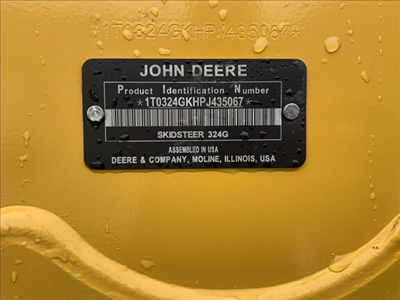 *1T0324GKHPJ435067*
JOHN DEERE
Product Identification Number
*1T0324GKHPJ435067*
SKIDSTEER 324G
ASSEMBLED IN USA
DEERE & COMPANY, MOLINE, ILLINOIS, USA